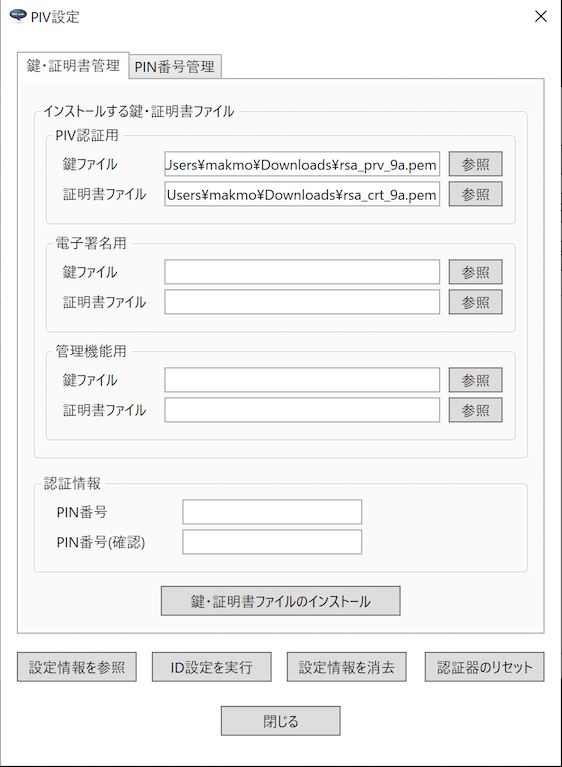 PIV設定
鍵・証明書管理 PIN番号管理
インストールする鍵・証明書ファイル
PIV認証用
鍵ファイル Users¥makmo¥Downloads¥rsa_prv_9a.pem 参照
証明書ファイル Users¥makmo¥Downloads¥rsa_crt_9a.pem 参照
電子署名用
鍵ファイル 参照
証明書ファイル 参照
管理機能用
鍵ファイル 参照
証明書ファイル 参照
認証情報
PIN番号
PIN番号(確認)
鍵・証明書ファイルのインストール
設定情報を参照 ID設定を実行 設定情報を消去 認証器のリセット
閉じる